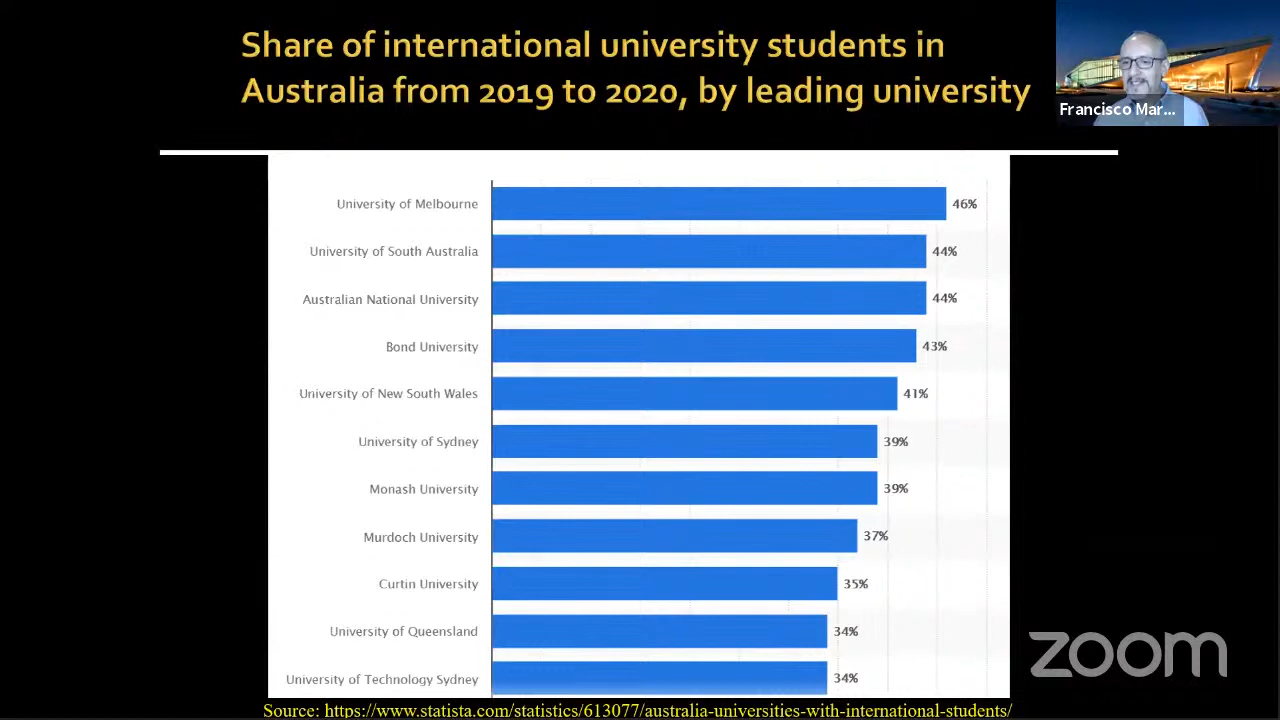 Share of international university students in
Australia from 2019 to 2020, by leading university
Francisco Mar...
University of Melbourne 46%
University of South Australia 44%
Australian National University 44%
Bond University 43%
University of New South Wales 41%
University of Sydney 39%
Monash University 39%
Murdoch University 37%
Curtin University 35%
University of Queensland 34%
University of Technology Sydney 34%
zoom
Source: https://www.statista.com/statistics/613077/australia-universities-with-international-students/